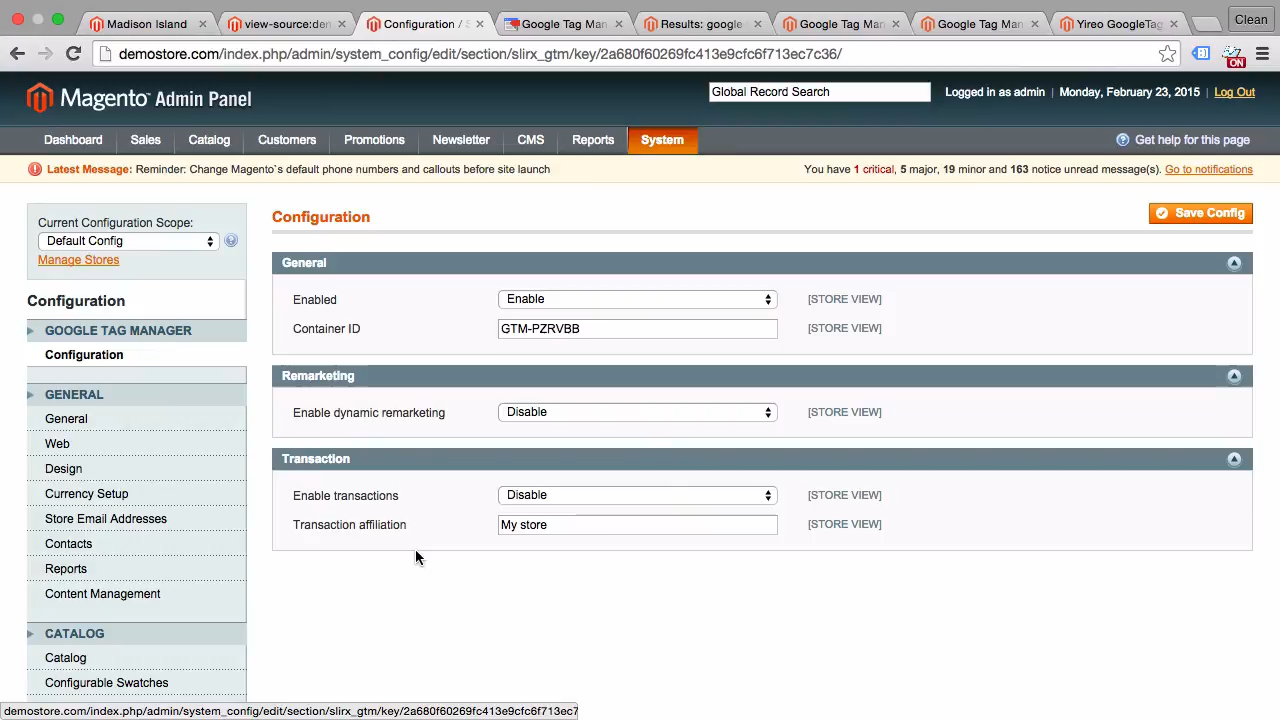 Madison Island
view-source:den
Configuration / S
Google Tag Man
Results: google
Google Tag Man
Google Tag Man
Yireo GoogleTag
Clean
demostore.com/index.php/admin/system_config/edit/section/slirx_gtm/key/2a680f60269fc413e9cfc6f713ec7c36/
ON
Magento Admin Panel
Global Record Search
Logged in as admin | Monday, February 23, 2015 | Log Out
Dashboard
Sales
Catalog
Customers
Promotions
Newsletter
CMS
Reports
System
Get help for this page
Latest Message: Reminder: Change Magento`s default phone numbers and callouts before site launch
You have 1 critical, 5 major, 19 minor and 163 notice unread message(s). Go to notifications
Current Configuration Scope:
Default Config
Manage Stores
Configuration
GOOGLE TAG MANAGER
Configuration
GENERAL
General
Web
Design
Currency Setup
Store Email Addresses
Contacts
Reports
Content Management
CATALOG
Catalog
Configurable Swatches
Configuration
Save Config
General
Enabled
Enable
[STORE VIEW]
Container ID
GTM-PZRVBB
[STORE VIEW]
Remarketing
Enable dynamic remarketing
Disable
[STORE VIEW]
Transaction
Enable transactions
Disable
[STORE VIEW]
Transaction affiliation
My store
[STORE VIEW]
demostore.com/index.php/admin/system_config/edit/section/slirx_gtm/key/2a680f60269fc413e9cfc6f713ec7